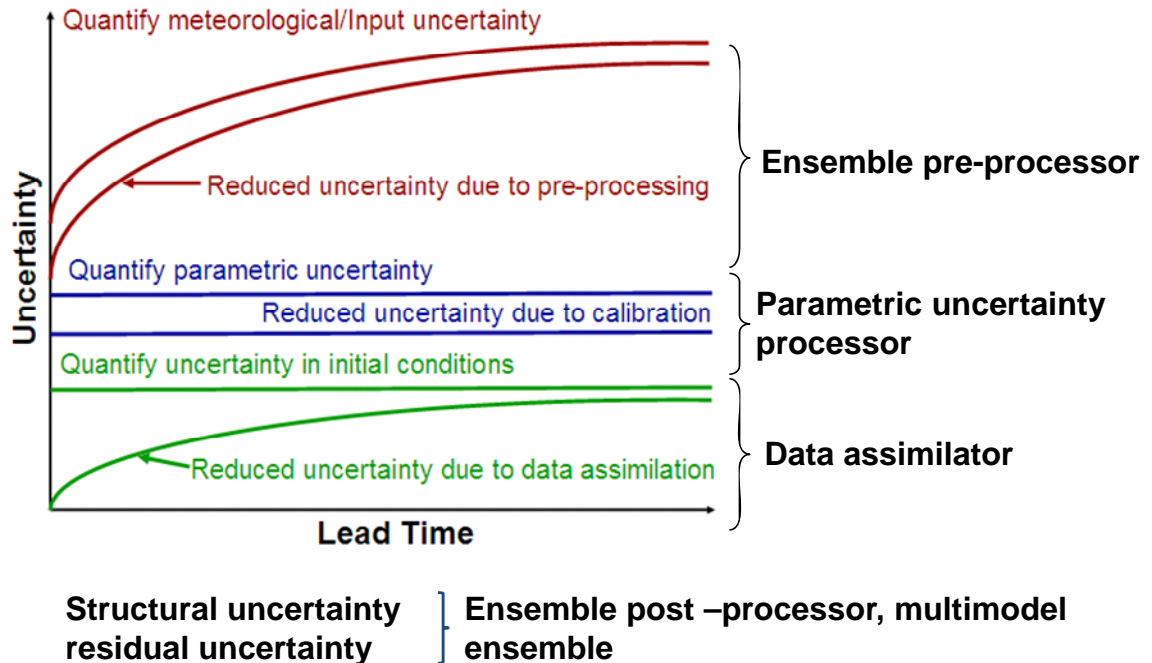 Quantify meteorological/Input uncertainty
Reduced uncertainty due to pre-processing
Ensemble pre-processor
Quantify parametric uncertainty
Reduced uncertainty due to calibration
Parametric uncertainty
processor
Quantify uncertainty in initial conditions
Reduced uncertainty due to data assimilation
Data assimilator
Uncertainty
Lead Time
Structural uncertainty
residual uncertainty
Ensemble post –processor, multimodel
ensemble